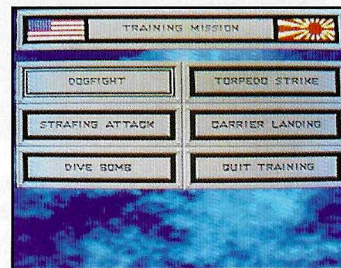 TRAINING MISSION
DOGFIGHT
TORPEDO STRIKE
STRAFING ATTACK
CARRIER LANDING
DIVE BOMB
QUIT TRAINING